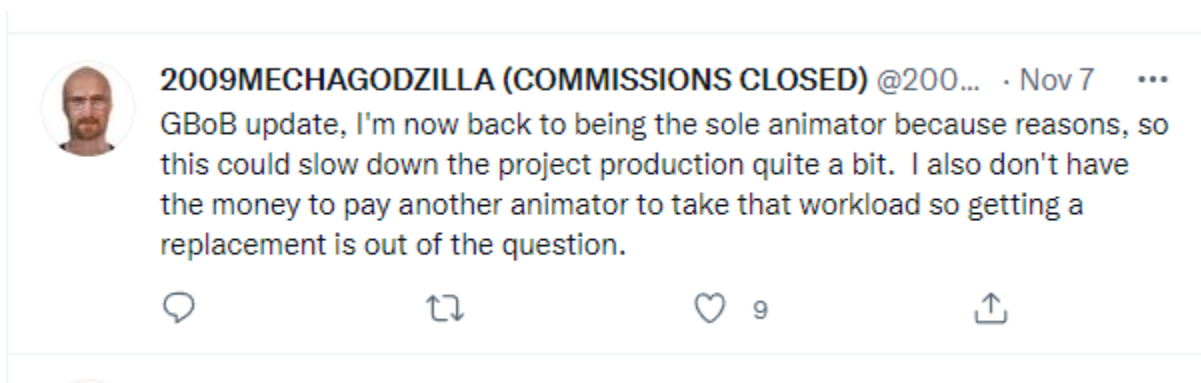 2009MECHAGODZILLA (COMMISSIONS CLOSED) @200... · Nov 7
GBoB update, I'm now back to being the sole animator because reasons, so
this could slow down the project production quite a bit.  I also don't have
the money to pay another animator to take that workload so getting a
replacement is out of the question.
9